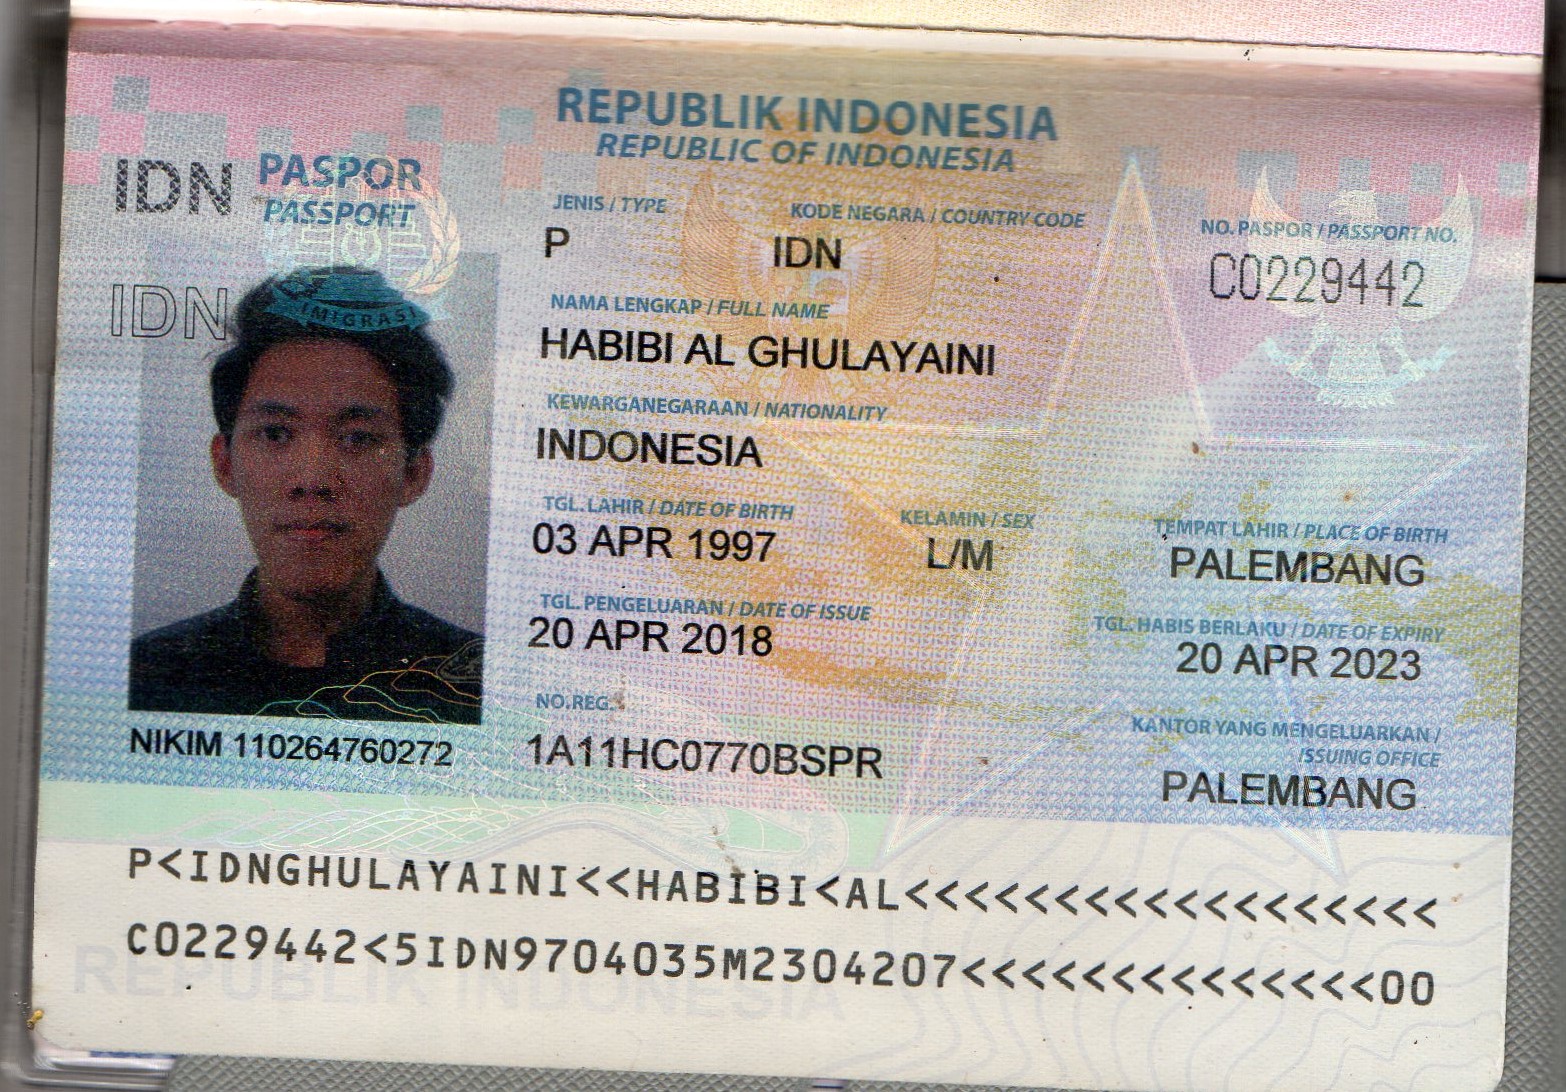 REPUBLIK INDONESIA
REPUBLIC OF INDONESIA
IDN PASPOR
PASSPORT
JENIS / TYPE KODE NEGARA / COUNTRY CODE NO. PASPOR / PASSPORT NO.
P IDN C0229442
IDN
IMIGRASI
NAMA LENGKAP / FULL NAME
HABIBI AL GHULAYAINI
KEWARGANEGARAAN / NATIONALITY
INDONESIA
TGL. LAHIR / DATE OF BIRTH KELAMIN / SEX TEMPAT LAHIR / PLACE OF BIRTH
03 APR 1997 L/M PALEMBANG
TGL. PENGELUARAN / DATE OF ISSUE TGL. HABIS BERLAKU / DATE OF EXPIRY
20 APR 2018 20 APR 2023
NO.REG. KANTOR YANG MENGELUARKAN /
ISSUING OFFICE
NIKIM 110264760272 1A11HC0770BSPR PALEMBANG
P<IDNGHULAYAINI<<HABIBI<AL<<<<<<<<<<<<<<<<<<
C0229442<5IDN9704035M2304207<<<<<<<<<<<<<<00
REPUBLIK INDONESIA